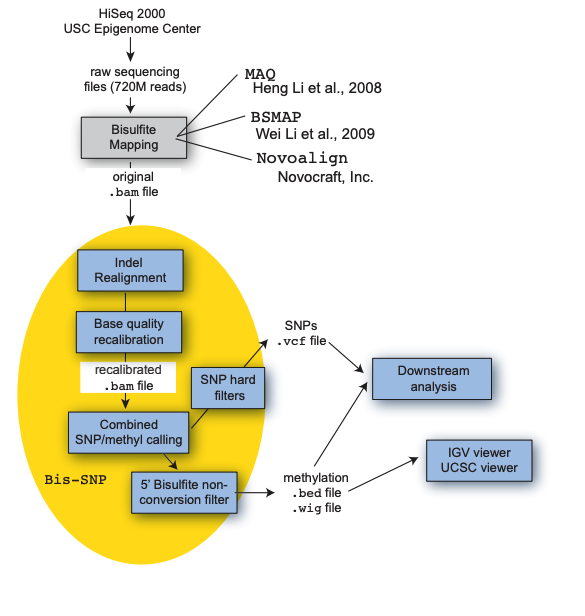 HiSeq 2000
USC Epigenome Center
raw sequencing
files (720M reads)
MAQ
Heng Li et al., 2008
BSMAP
Wei Li et al., 2009
Novoalign
Novocraft, Inc.
Bisulfite
Mapping
original
.bam file
Indel
Realignment
Base quality
recalibration
recalibrated
.bam file
Combined
SNP/methyl calling
SNP hard
filters
SNPs
.vcf file
Downstream
analysis
Bis-SNP
5’ Bisulfite non-
conversion filter
methylation
.bed file
.wig file
IGV viewer
UCSC viewer